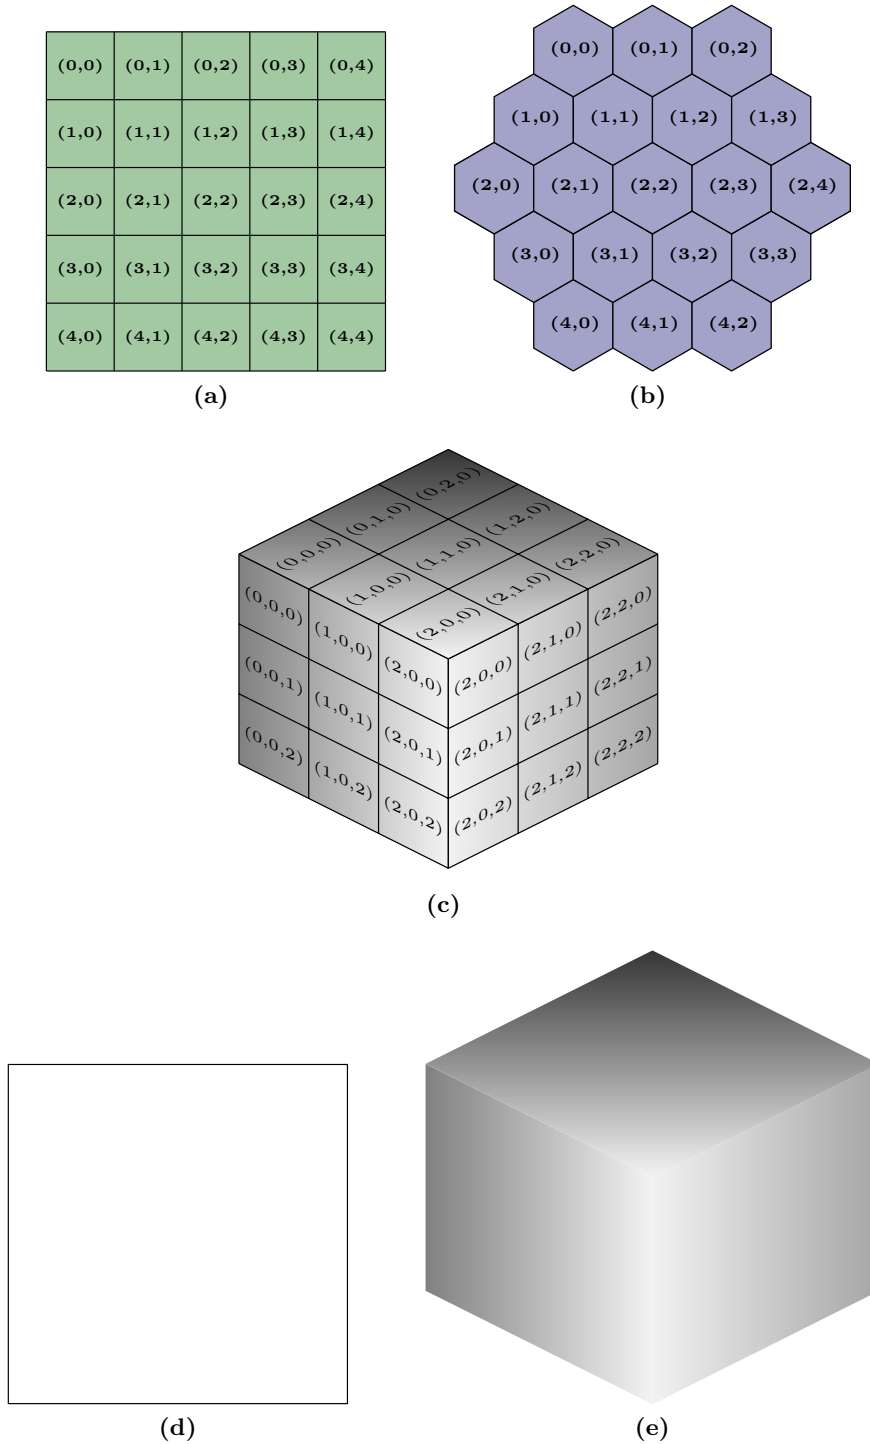 (0,0) (0,1) (0,2) (0,3) (0,4)
(1,0) (1,1) (1,2) (1,3) (1,4)
(2,0) (2,1) (2,2) (2,3) (2,4)
(3,0) (3,1) (3,2) (3,3) (3,4)
(4,0) (4,1) (4,2) (4,3) (4,4)
(a)
(0,0) (0,1) (0,2)
(1,0) (1,1) (1,2) (1,3)
(2,0) (2,1) (2,2) (2,3) (2,4)
(3,0) (3,1) (3,2) (3,3)
(4,0) (4,1) (4,2)
(b)
(0,0,0) (0,1,0) (0,2,0)
(1,0,0) (1,1,0) (1,2,0)
(2,0,0) (2,1,0) (2,2,0)
(0,0,0) (1,0,0) (2,0,0)
(0,0,1) (1,0,1) (2,0,1)
(0,0,2) (1,0,2) (2,0,2)
(2,0,0) (2,1,0) (2,2,0)
(2,0,1) (2,1,1) (2,2,1)
(2,0,2) (2,1,2) (2,2,2)
(c)
(d)
(e)